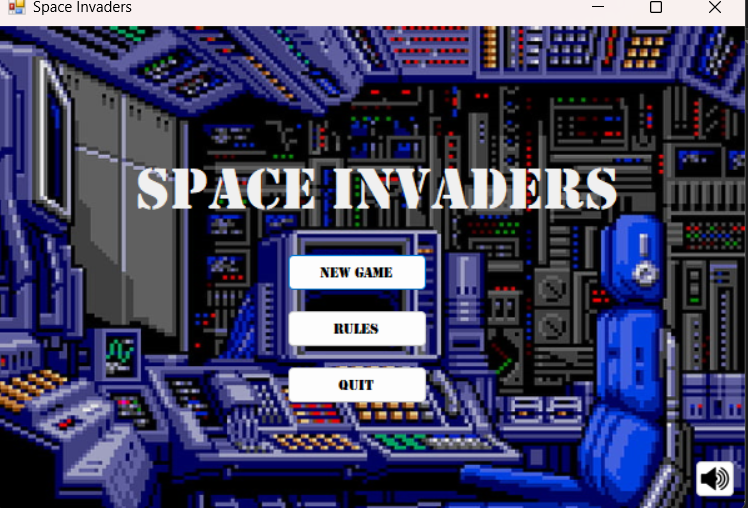 Space Invaders
SPACE INVADERS
NEW GAME
RULES
QUIT